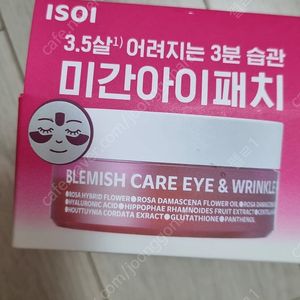 ISOI
3.5살1) 어려지는 3분 습관
미간아이패치
BLEMISH CARE EYE & WRINKLE
●ROSA HYBRID FLOWER●ROSA DAMASCENA FLOWER OIL●ROSA
●HYALURONIC ACID●HIPPOPHAE RHAMNOIDES FRUIT EXTRACT●
●HOUTTUYNIA CORDATA EXTRACT●GLUTATHIONE●PANTHENOL